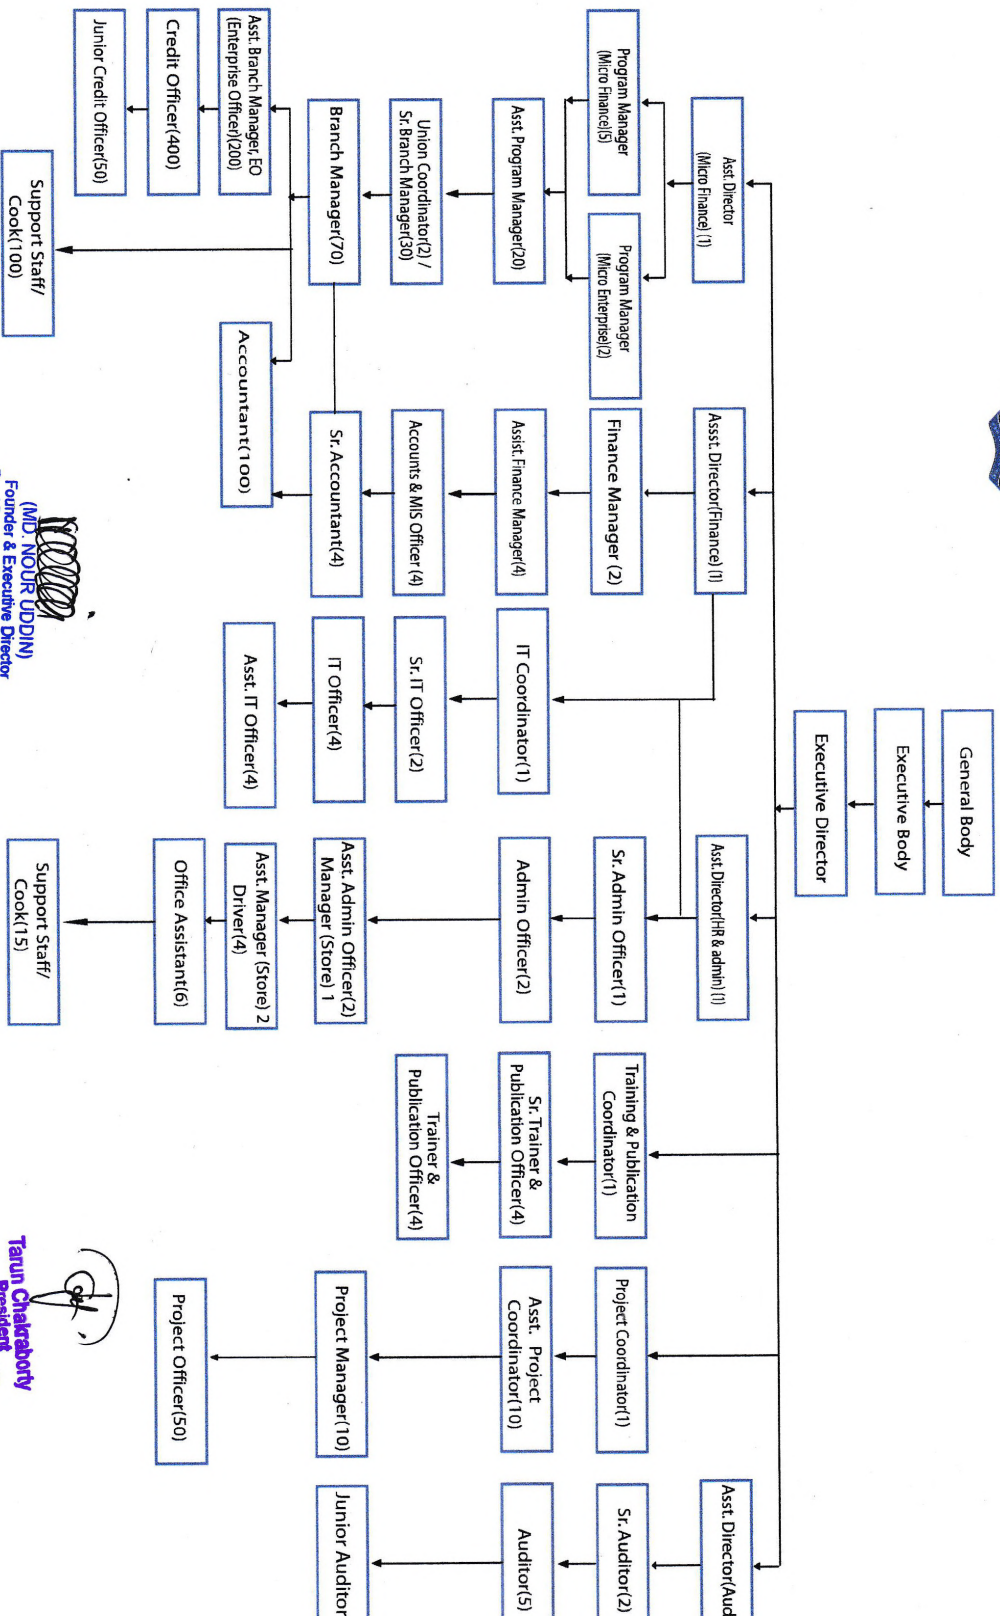 General Body
Executive Body
Executive Director
Asst. Director
(Micro Finance) (1)
Program Manager
(Micro Finance)(5)
Program Manager
(Micro Enterprise)(2)
Asst. Program Manager(20)
Union Coordinator(2) /
Sr. Branch Manager(30)
Branch Manager(70)
Asst. Branch Manager, EO
(Enterprise Officer)(200)
Credit Officer(400)
Junior Credit Officer(50)
Support Staff/
Cook(100)
Assst. Director(Finance) (1)
Finance Manager (2)
Assist. Finance Manager(4)
Accounts & MIS Officer (4)
Sr. Accountant(4)
Accountant(100)
IT Coordinator(1)
Sr. IT Officer(2)
IT Officer(4)
Asst. IT Officer(4)
Asst. Director(HR & admin) (1)
Sr. Admin Officer(1)
Admin Officer(2)
Asst. Admin Officer(2)
Manager (Store) 1
Asst. Manager (Store) 2
Driver(4)
Office Assistant(6)
Support Staff/
Cook(15)
Training & Publication
Coordinator(1)
Sr. Trainer &
Publication Officer(4)
Trainer &
Publication Officer(4)
Project Coordinator(1)
Asst. Project
Coordinator(10)
Project Manager(10)
Project Officer(50)
Asst. Director(Aud
Sr. Auditor(2)
Auditor(5)
Junior Auditor
(MD. NOUR UDDIN)
Founder & Executive Director
Tarun Chakraborty
President